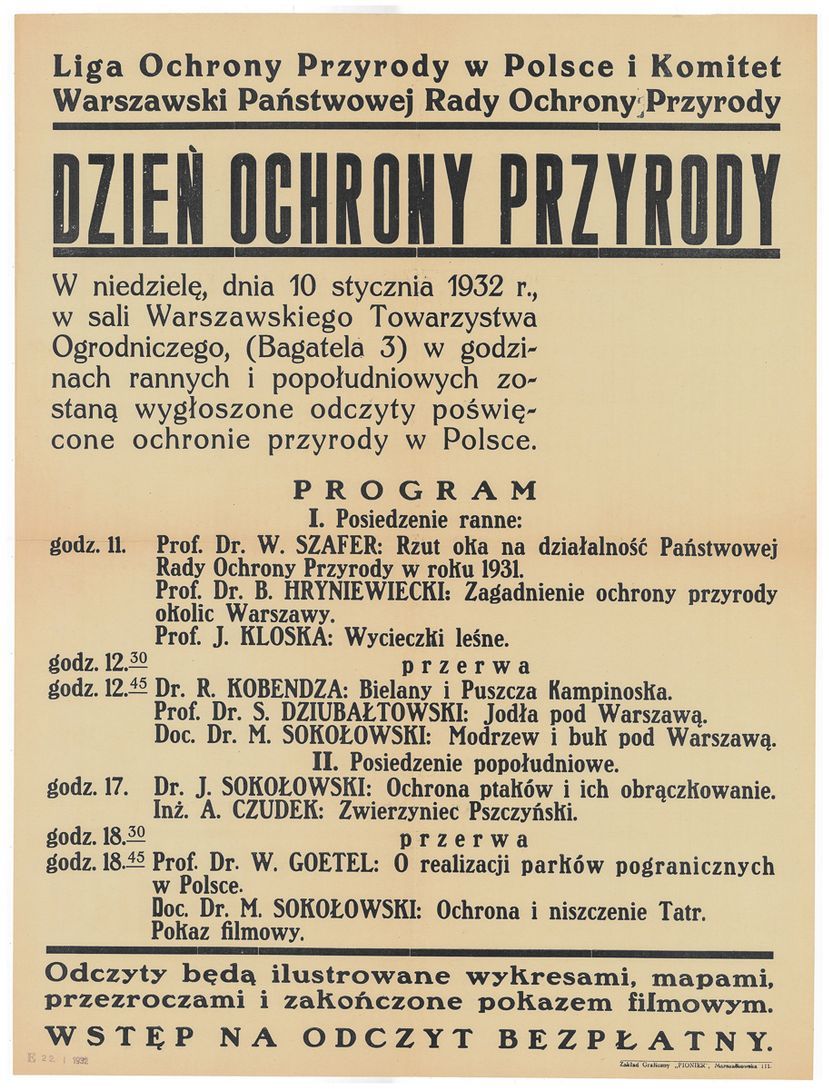 Liga Ochrony Przyrody w Polsce i Komitet
Warszawski Państwowej Rady Ochrony Przyrody
DZIEŃ OCHRONY PRZYRODY
W niedzielę, dnia 10 stycznia 1932 r.,
w sali Warszawskiego Towarzystwa
Ogrodniczego, (Bagatela 3) w godzi-
nach rannych i popołudniowych zo-
staną wygłoszone odczyty poświę-
cone ochronie przyrody w Polsce.
PROGRAM
I. Posiedzenie ranne:
godz. 11. Prof. Dr. W. SZAFER: Rzut oka na działalność Państwowej
Rady Ochrony Przyrody w roku 1931.
Prof. Dr. B. HRYNIEWIECKI: Zagadnienie ochrony przyrody
okolic Warszawy.
Prof. J. KLOSKA: Wycieczki leśne.
godz. 12.30 przerwa
godz. 12.45 Dr. R. KOBENDZA: Bielany i Puszcza Kampinoska.
Prof. Dr. S. DZIUBAŁTOWSKI: Jodła pod Warszawą.
Doc. Dr. M. SOKOŁOWSKI: Modrzew i buk pod Warszawą.
II. Posiedzenie popołudniowe.
godz. 17. Dr. J. SOKOŁOWSKI: Ochrona ptaków i ich obrączkowanie.
Inż. A. CZUDEK: Zwierzyniec Pszczyński.
godz. 18.30 przerwa
godz. 18.45 Prof. Dr. W. GOETEL: O realizacji parków pogranicznych
w Polsce.
Doc. Dr. M. SOKOŁOWSKI: Ochrona i niszczenie Tatr.
Pokaz filmowy.
Odczyty będą ilustrowane wykresami, mapami,
przezroczami i zakończone pokazem filmowym.
WSTĘP NA ODCZYT BEZPŁATNY.
E 22 I 1932
Zakład Graficzny „PIONIER", Marszałkowska 111.